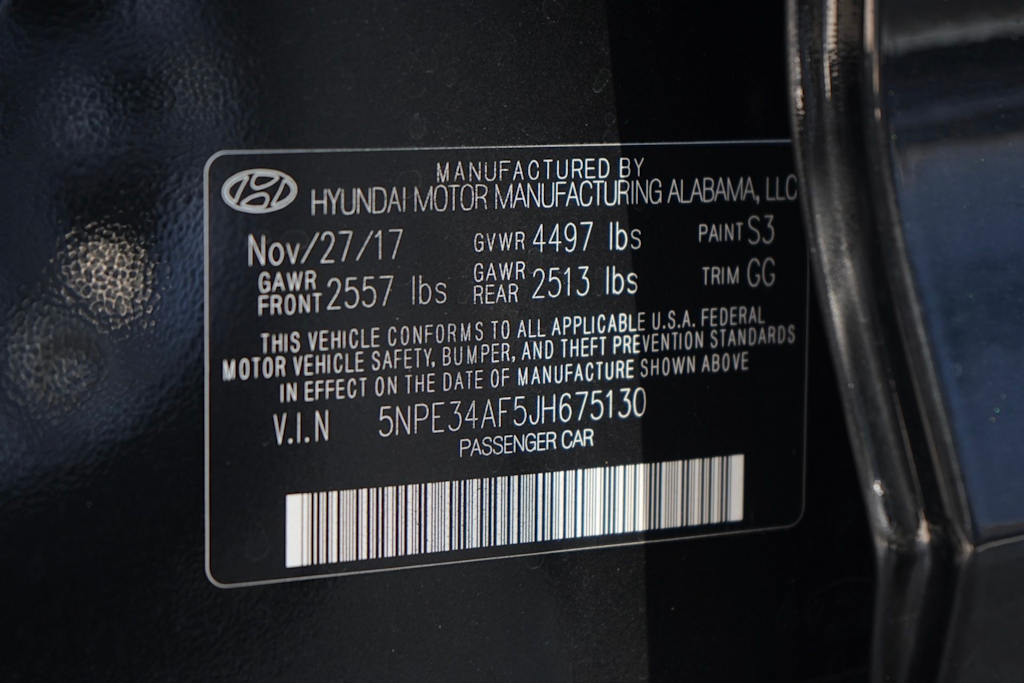 MANUFACTURED BY
HYUNDAI MOTOR MANUFACTURING ALABAMA, LLC
Nov/27/17 GVWR 4497 lbs PAINT S3
GAWR FRONT 2557 lbs GAWR REAR 2513 lbs TRIM GG
THIS VEHICLE CONFORMS TO ALL APPLICABLE U.S.A. FEDERAL
MOTOR VEHICLE SAFETY, BUMPER, AND THEFT PREVENTION STANDARDS
IN EFFECT ON THE DATE OF MANUFACTURE SHOWN ABOVE
V.I.N 5NPE34AF5JH675130
PASSENGER CAR